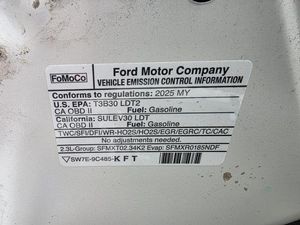 FoMoCo
Ford Motor Company
VEHICLE EMISSION CONTROL INFORMATION
Conforms to regulations: 2025 MY
U.S. EPA: T3B30 LDT2
CA OBD II Fuel: Gasoline
California: SULEV30 LDT
CA OBD II Fuel: Gasoline
TWC/SFI/DFI/WR-HO2S/HO2S/EGR/EGRC/TC/CAC
No adjustments needed.
2.3L-Group: SFMXT02.34K2 Evap: SFMXR0185NDF
SW7E-9C485-KFT